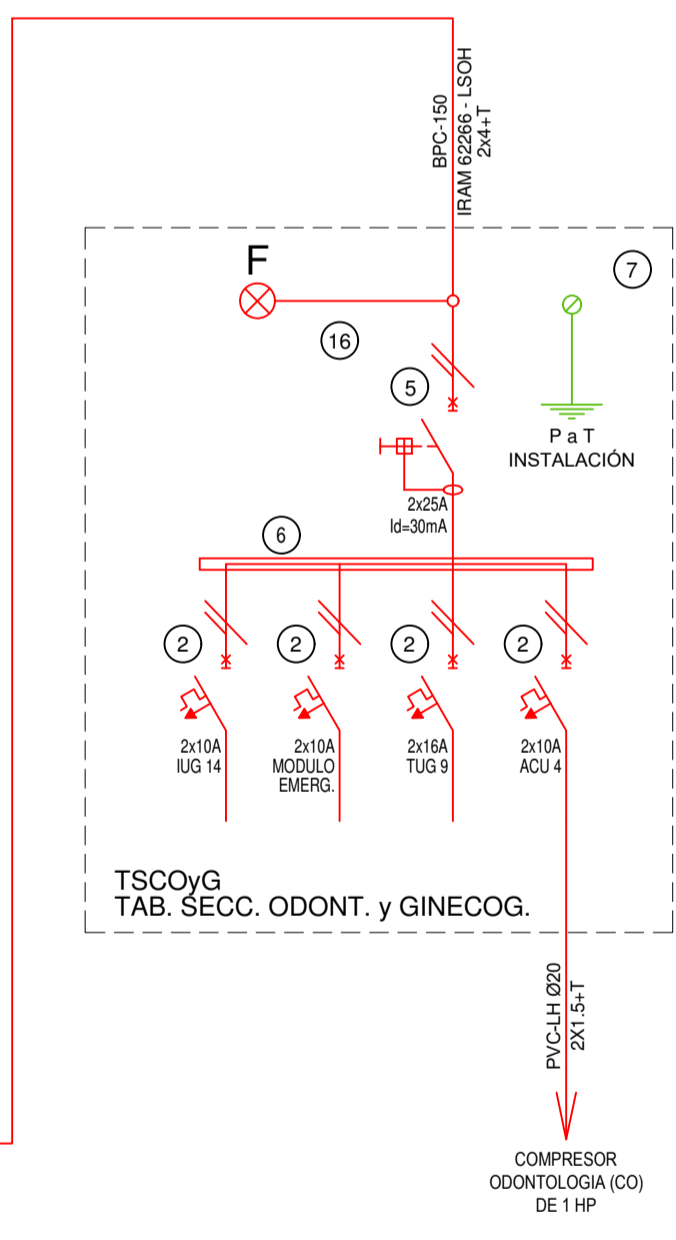 BPC-150
IRAM 62266 - LSOH
2x4+T
F
7
16
5
P a T
INSTALACIÓN
2x25A
Id=30mA
6
2
2
2
2
2x10A
IUG 14
2x10A
MODULO
EMERG.
2x16A
TUG 9
2x10A
ACU 4
TSCOyG
TAB. SECC. ODONT. y GINECOG.
PVC-LH Ø20
2X1.5+T
COMPRESOR
ODONTOLOGIA (CO)
DE 1 HP